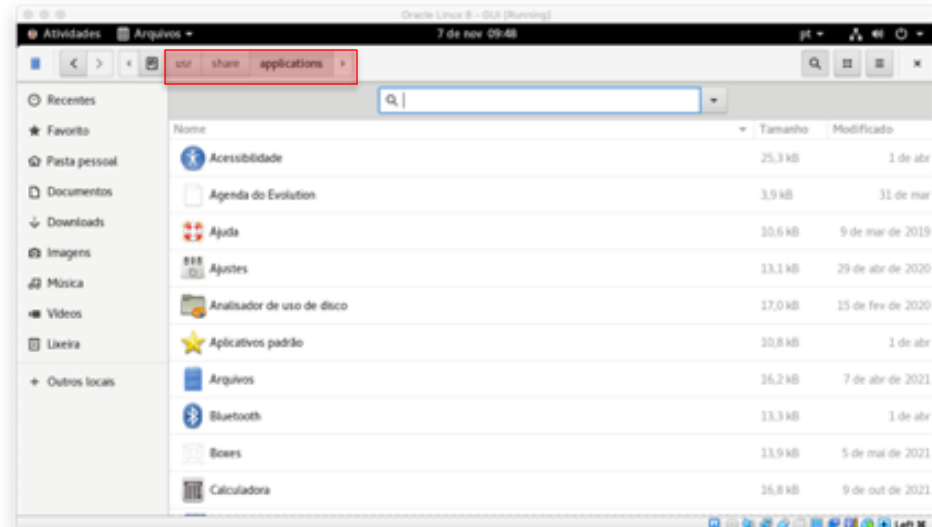 Oracle Linux 8 - GUI [Running]
Atividades Arquivos 7 de nov 09:48 pt
usr share applications
Recentes
Favorito
Pasta pessoal
Documentos
Downloads
Imagens
Música
Vídeos
Lixeira
+ Outros locais
Nome Tamanho Modificado
Acessibilidade 25,3 kB 1 de abr
Agenda do Evolution 3,9 kB 31 de mar
Ajuda 10,6 kB 9 de mar de 2019
Ajustes 13,1 kB 29 de abr de 2020
Analisador de uso de disco 17,0 kB 15 de fev de 2020
Aplicativos padrão 10,8 kB 1 de abr
Arquivos 16,2 kB 7 de abr de 2021
Bluetooth 13,3 kB 1 de abr
Boxes 13,9 kB 5 de mai de 2021
Calculadora 16,8 kB 9 de out de 2021
Left ⌘